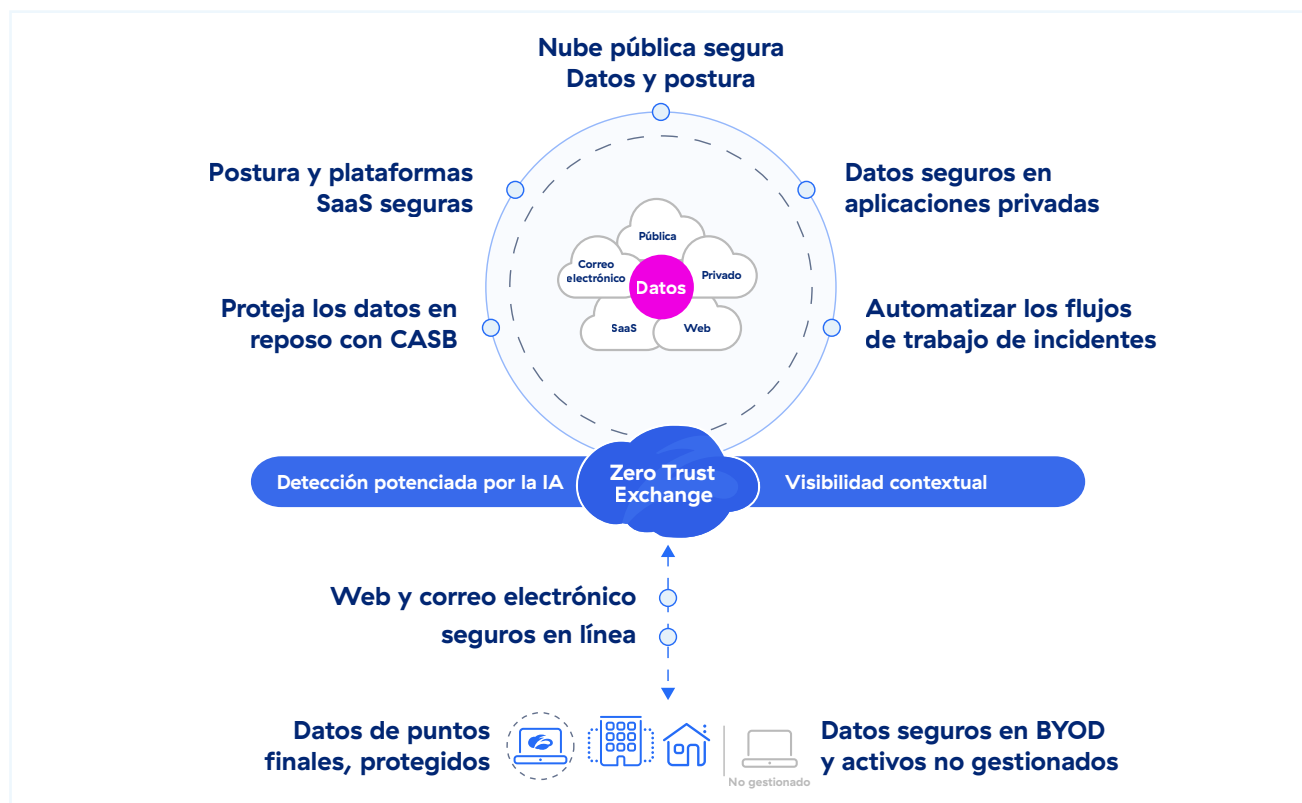 Nube pública segura
Datos y postura
Postura y plataformas
SaaS seguras
Datos seguros en
aplicaciones privadas
Pública
Correo
electrónico
Privado
Datos
SaaS
Web
Proteja los datos en
reposo con CASB
Automatizar los flujos
de trabajo de incidentes
Detección potenciada por la IA
Zero Trust
Exchange
Visibilidad contextual
Web y correo electrónico
seguros en línea
Datos de puntos
finales, protegidos
No gestionado
Datos seguros en BYOD
y activos no gestionados